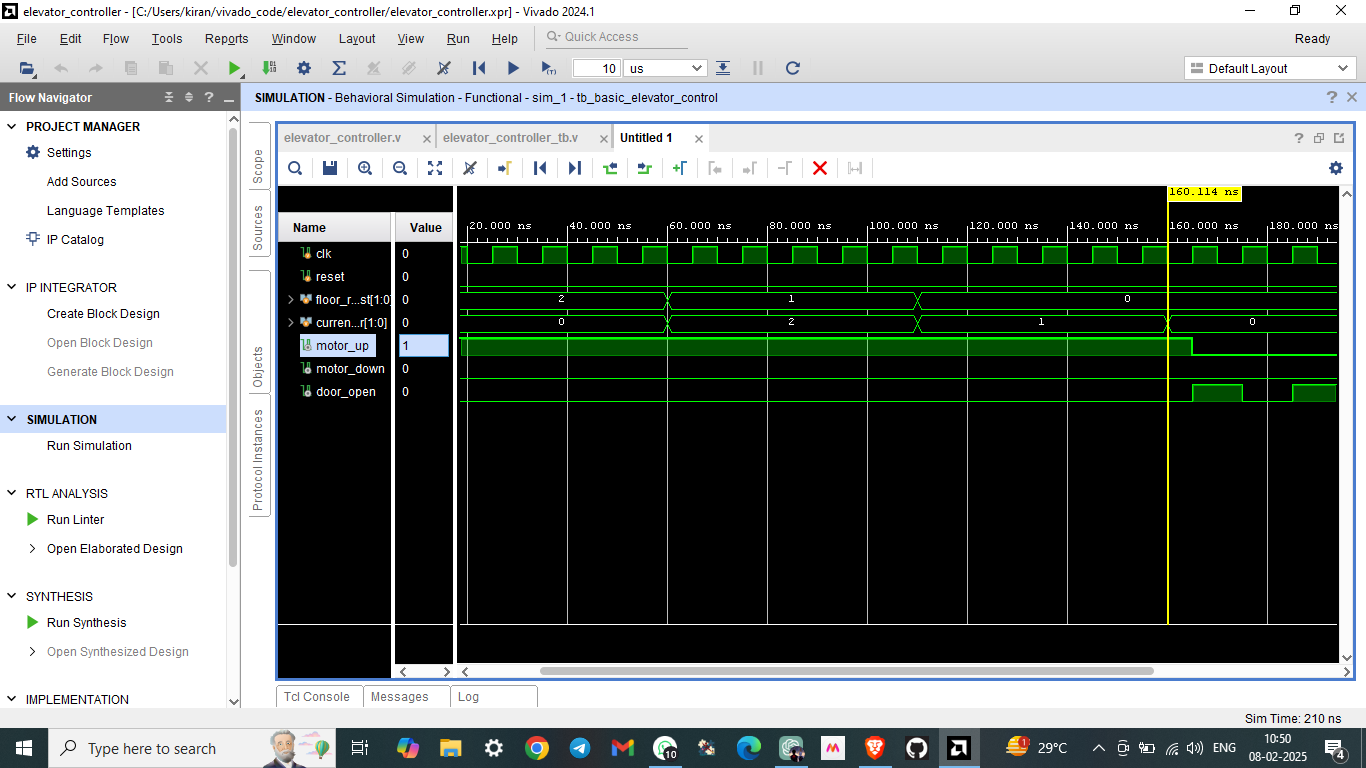 elevator_controller - [C:/Users/kiran/vivado_code/elevator_controller/elevator_controller.xpr] - Vivado 2024.1
File Edit Flow Tools Reports Window Layout View Run Help Quick Access Ready
10 us Default Layout
Flow Navigator
SIMULATION - Behavioral Simulation - Functional - sim_1 - tb_basic_elevator_control
PROJECT MANAGER
Settings
Add Sources
Language Templates
IP Catalog
IP INTEGRATOR
Create Block Design
Open Block Design
Generate Block Design
SIMULATION
Run Simulation
RTL ANALYSIS
Run Linter
Open Elaborated Design
SYNTHESIS
Run Synthesis
Open Synthesized Design
IMPLEMENTATION
Scope
Sources
Objects
Protocol Instances
elevator_controller.v elevator_controller_tb.v Untitled 1
160.114 ns
Name Value
20.000 ns 40.000 ns 60.000 ns 80.000 ns 100.000 ns 120.000 ns 140.000 ns 160.000 ns 180.000 ns
clk 0
reset 0
floor_r...st[1:0] 0 2 1 0
curren...r[1:0] 0 0 2 1 0
motor_up 1
motor_down 0
door_open 0
Tcl Console Messages Log
Sim Time: 210 ns
Type here to search
10
29°C
ENG
10:50
08-02-2025
4